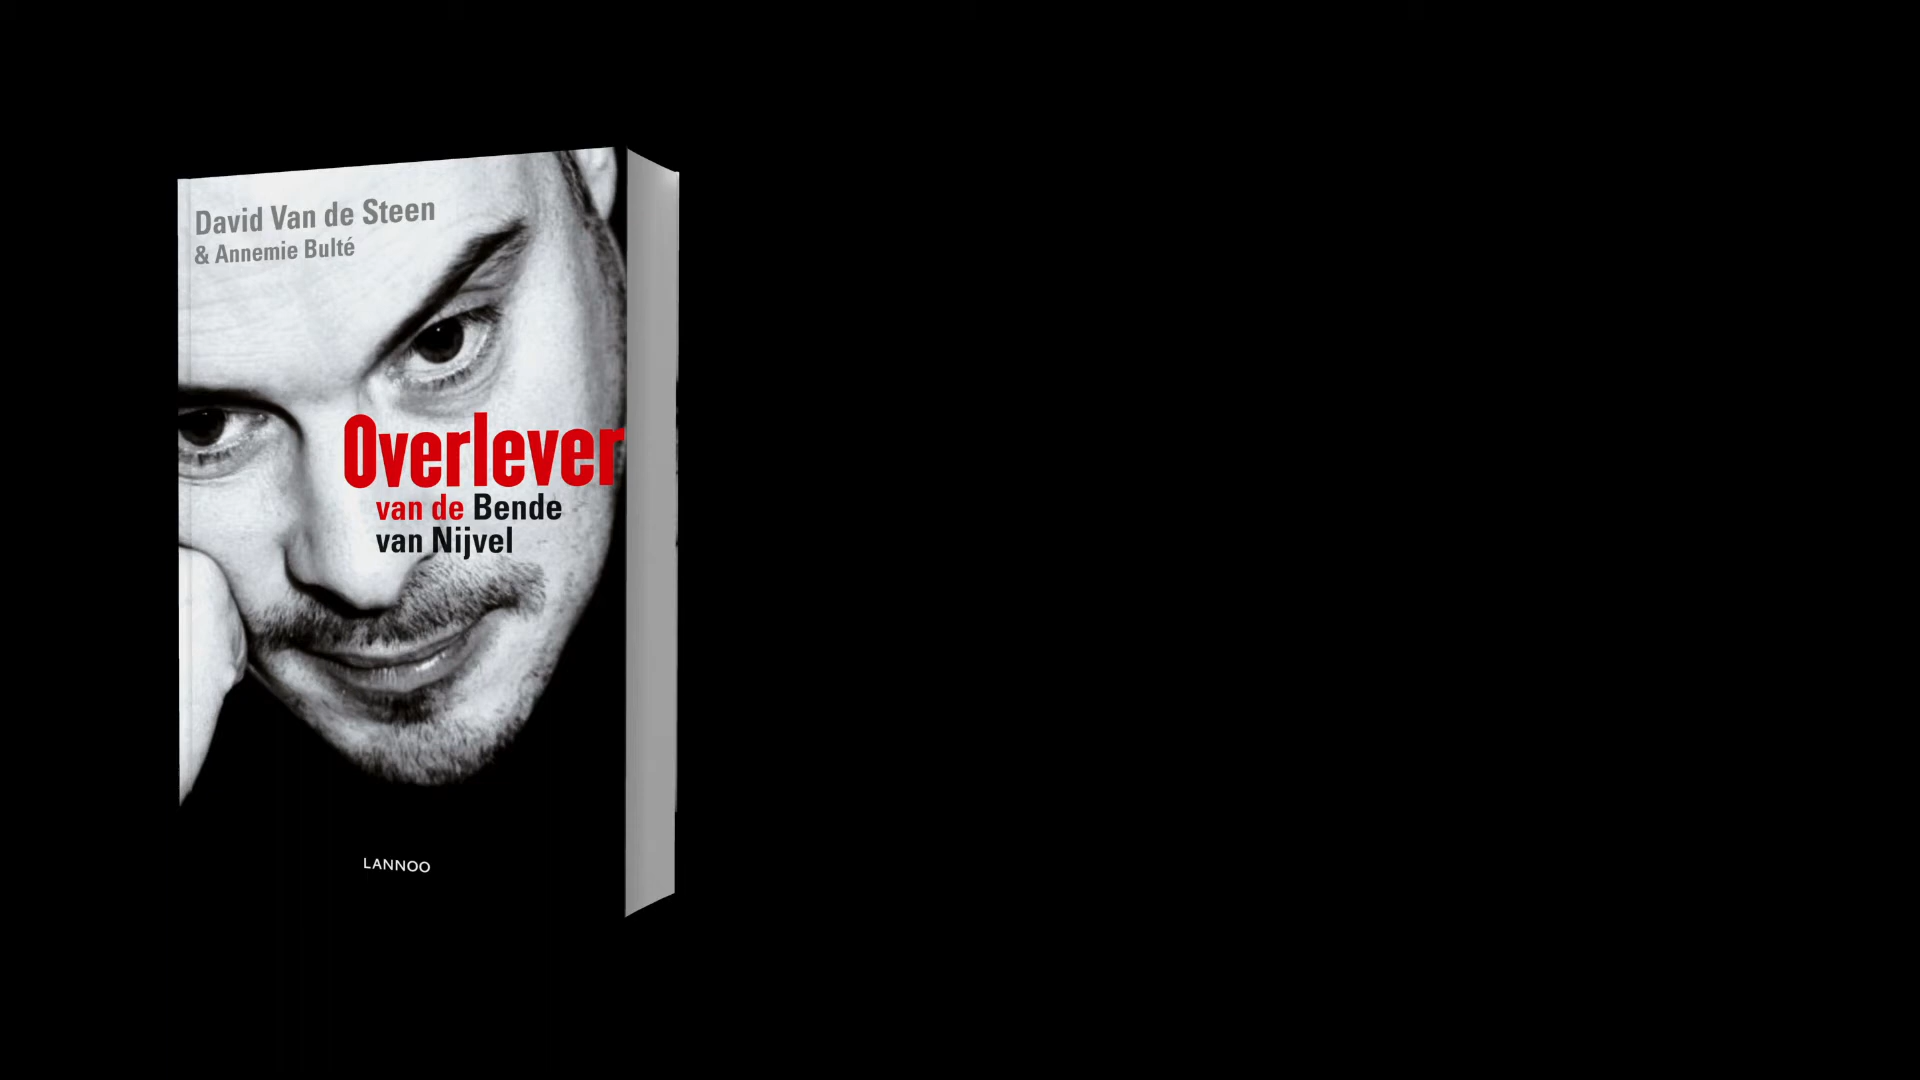 David Van de Steen
& Annemie Bulté
Overlever
van de Bende
van Nijvel
LANNOO